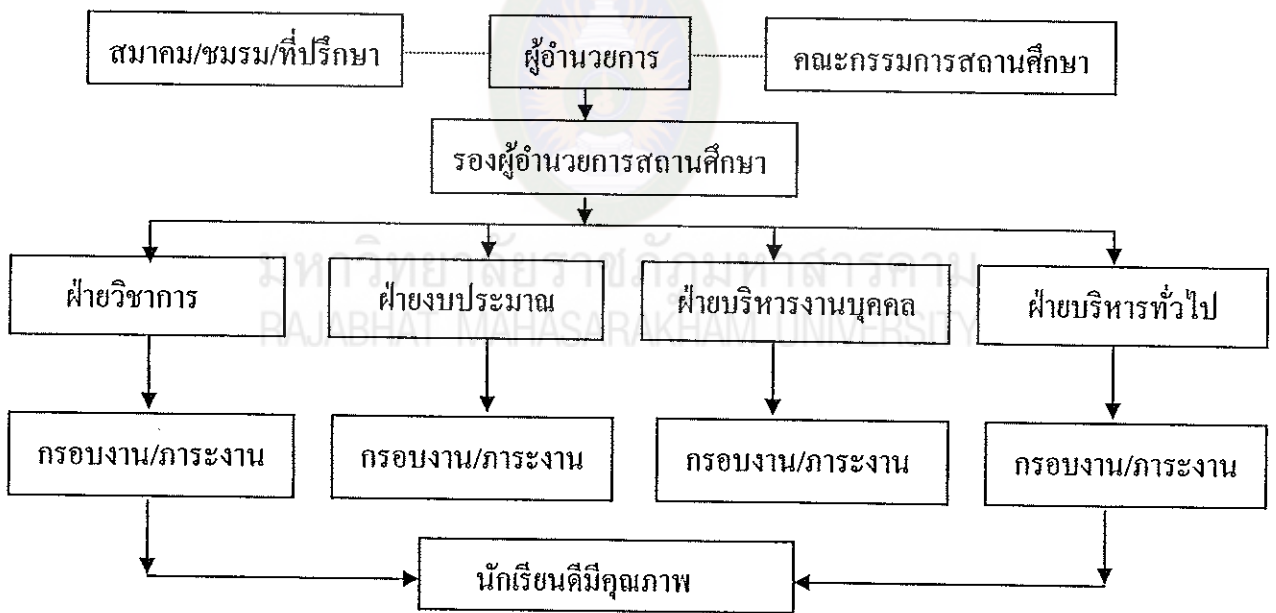 สมาคม/ชมรม/ที่ปรึกษา
ผู้อำนวยการ
คณะกรรมการสถานศึกษา
รองผู้อำนวยการสถานศึกษา
มหาวิทยาลัยราชภัฏมหาสารคาม
RAJABHAT MAHASARAKHAM UNIVERSITY
ฝ่ายวิชาการ
ฝ่ายงบประมาณ
ฝ่ายบริหารงานบุคคล
ฝ่ายบริหารทั่วไป
กรอบงาน/ภาระงาน
กรอบงาน/ภาระงาน
กรอบงาน/ภาระงาน
กรอบงาน/ภาระงาน
นักเรียนดีมีคุณภาพ